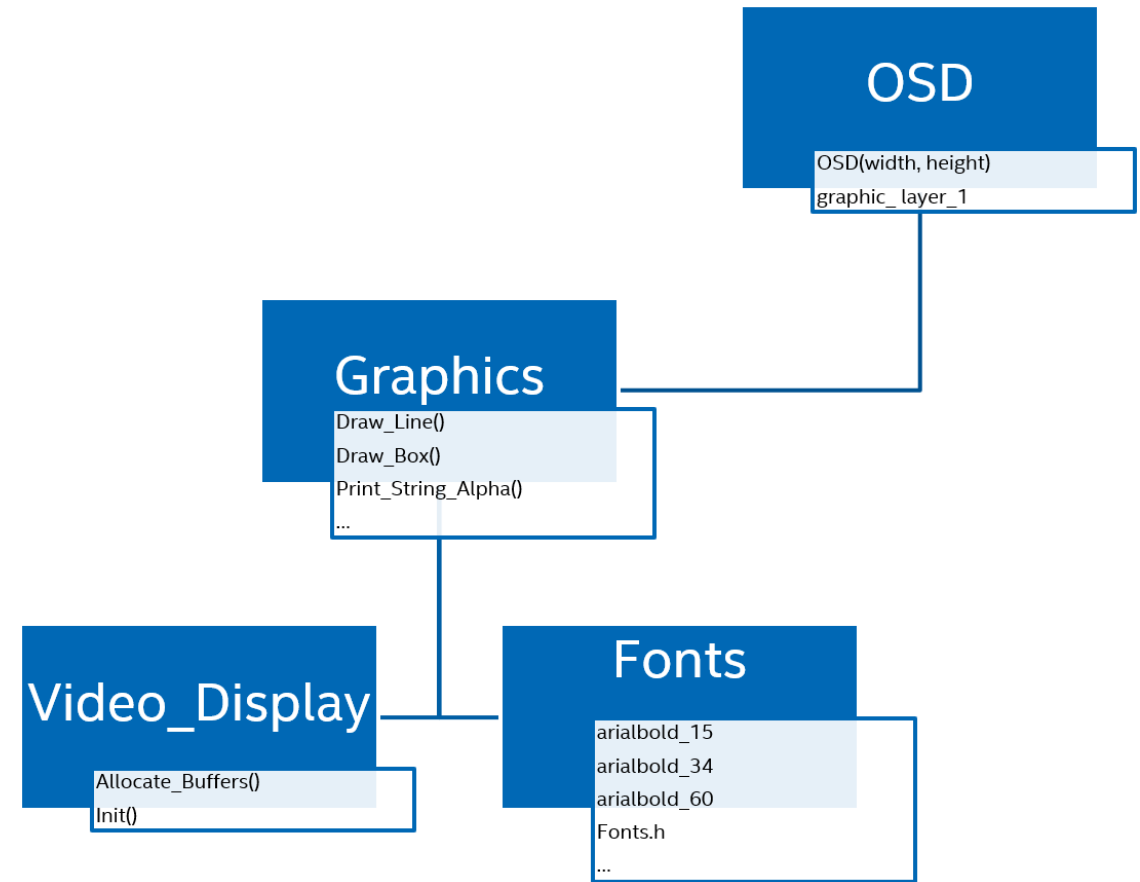 OSD
OSD(width, height)
graphic_ layer_1
Graphics
Draw_Line()
Draw_Box()
Print_String_Alpha()
...
Video_Display
Allocate_Buffers()
Init()
Fonts
arialbold_15
arialbold_34
arialbold_60
Fonts.h
...